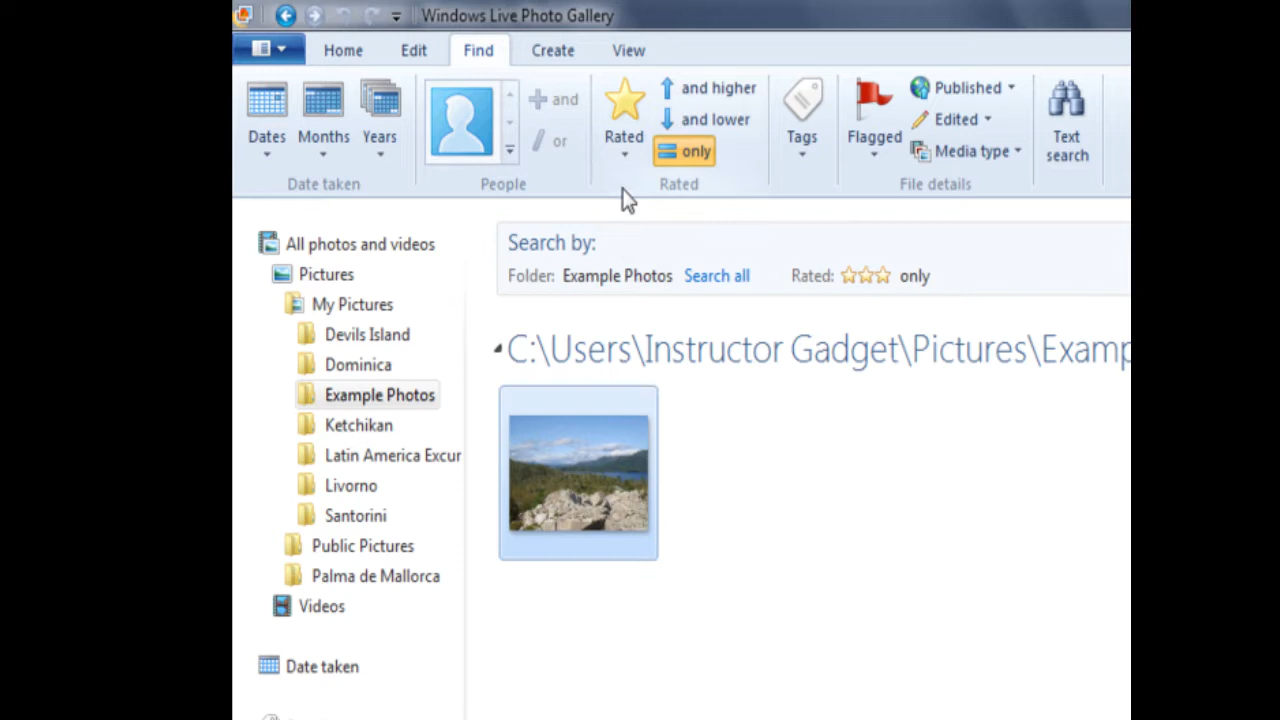 Windows Live Photo Gallery
Home Edit Find Create View
Dates Months Years
Date taken
and
or
People
Rated
and higher
and lower
only
Rated
Tags
Flagged
Published
Edited
Media type
File details
Text search
All photos and videos
Pictures
My Pictures
Devils Island
Dominica
Example Photos
Ketchikan
Latin America Excur
Livorno
Santorini
Public Pictures
Palma de Mallorca
Videos
Date taken
Search by:
Folder: Example Photos Search all Rated: only
C:\Users\Instructor Gadget\Pictures\Examp